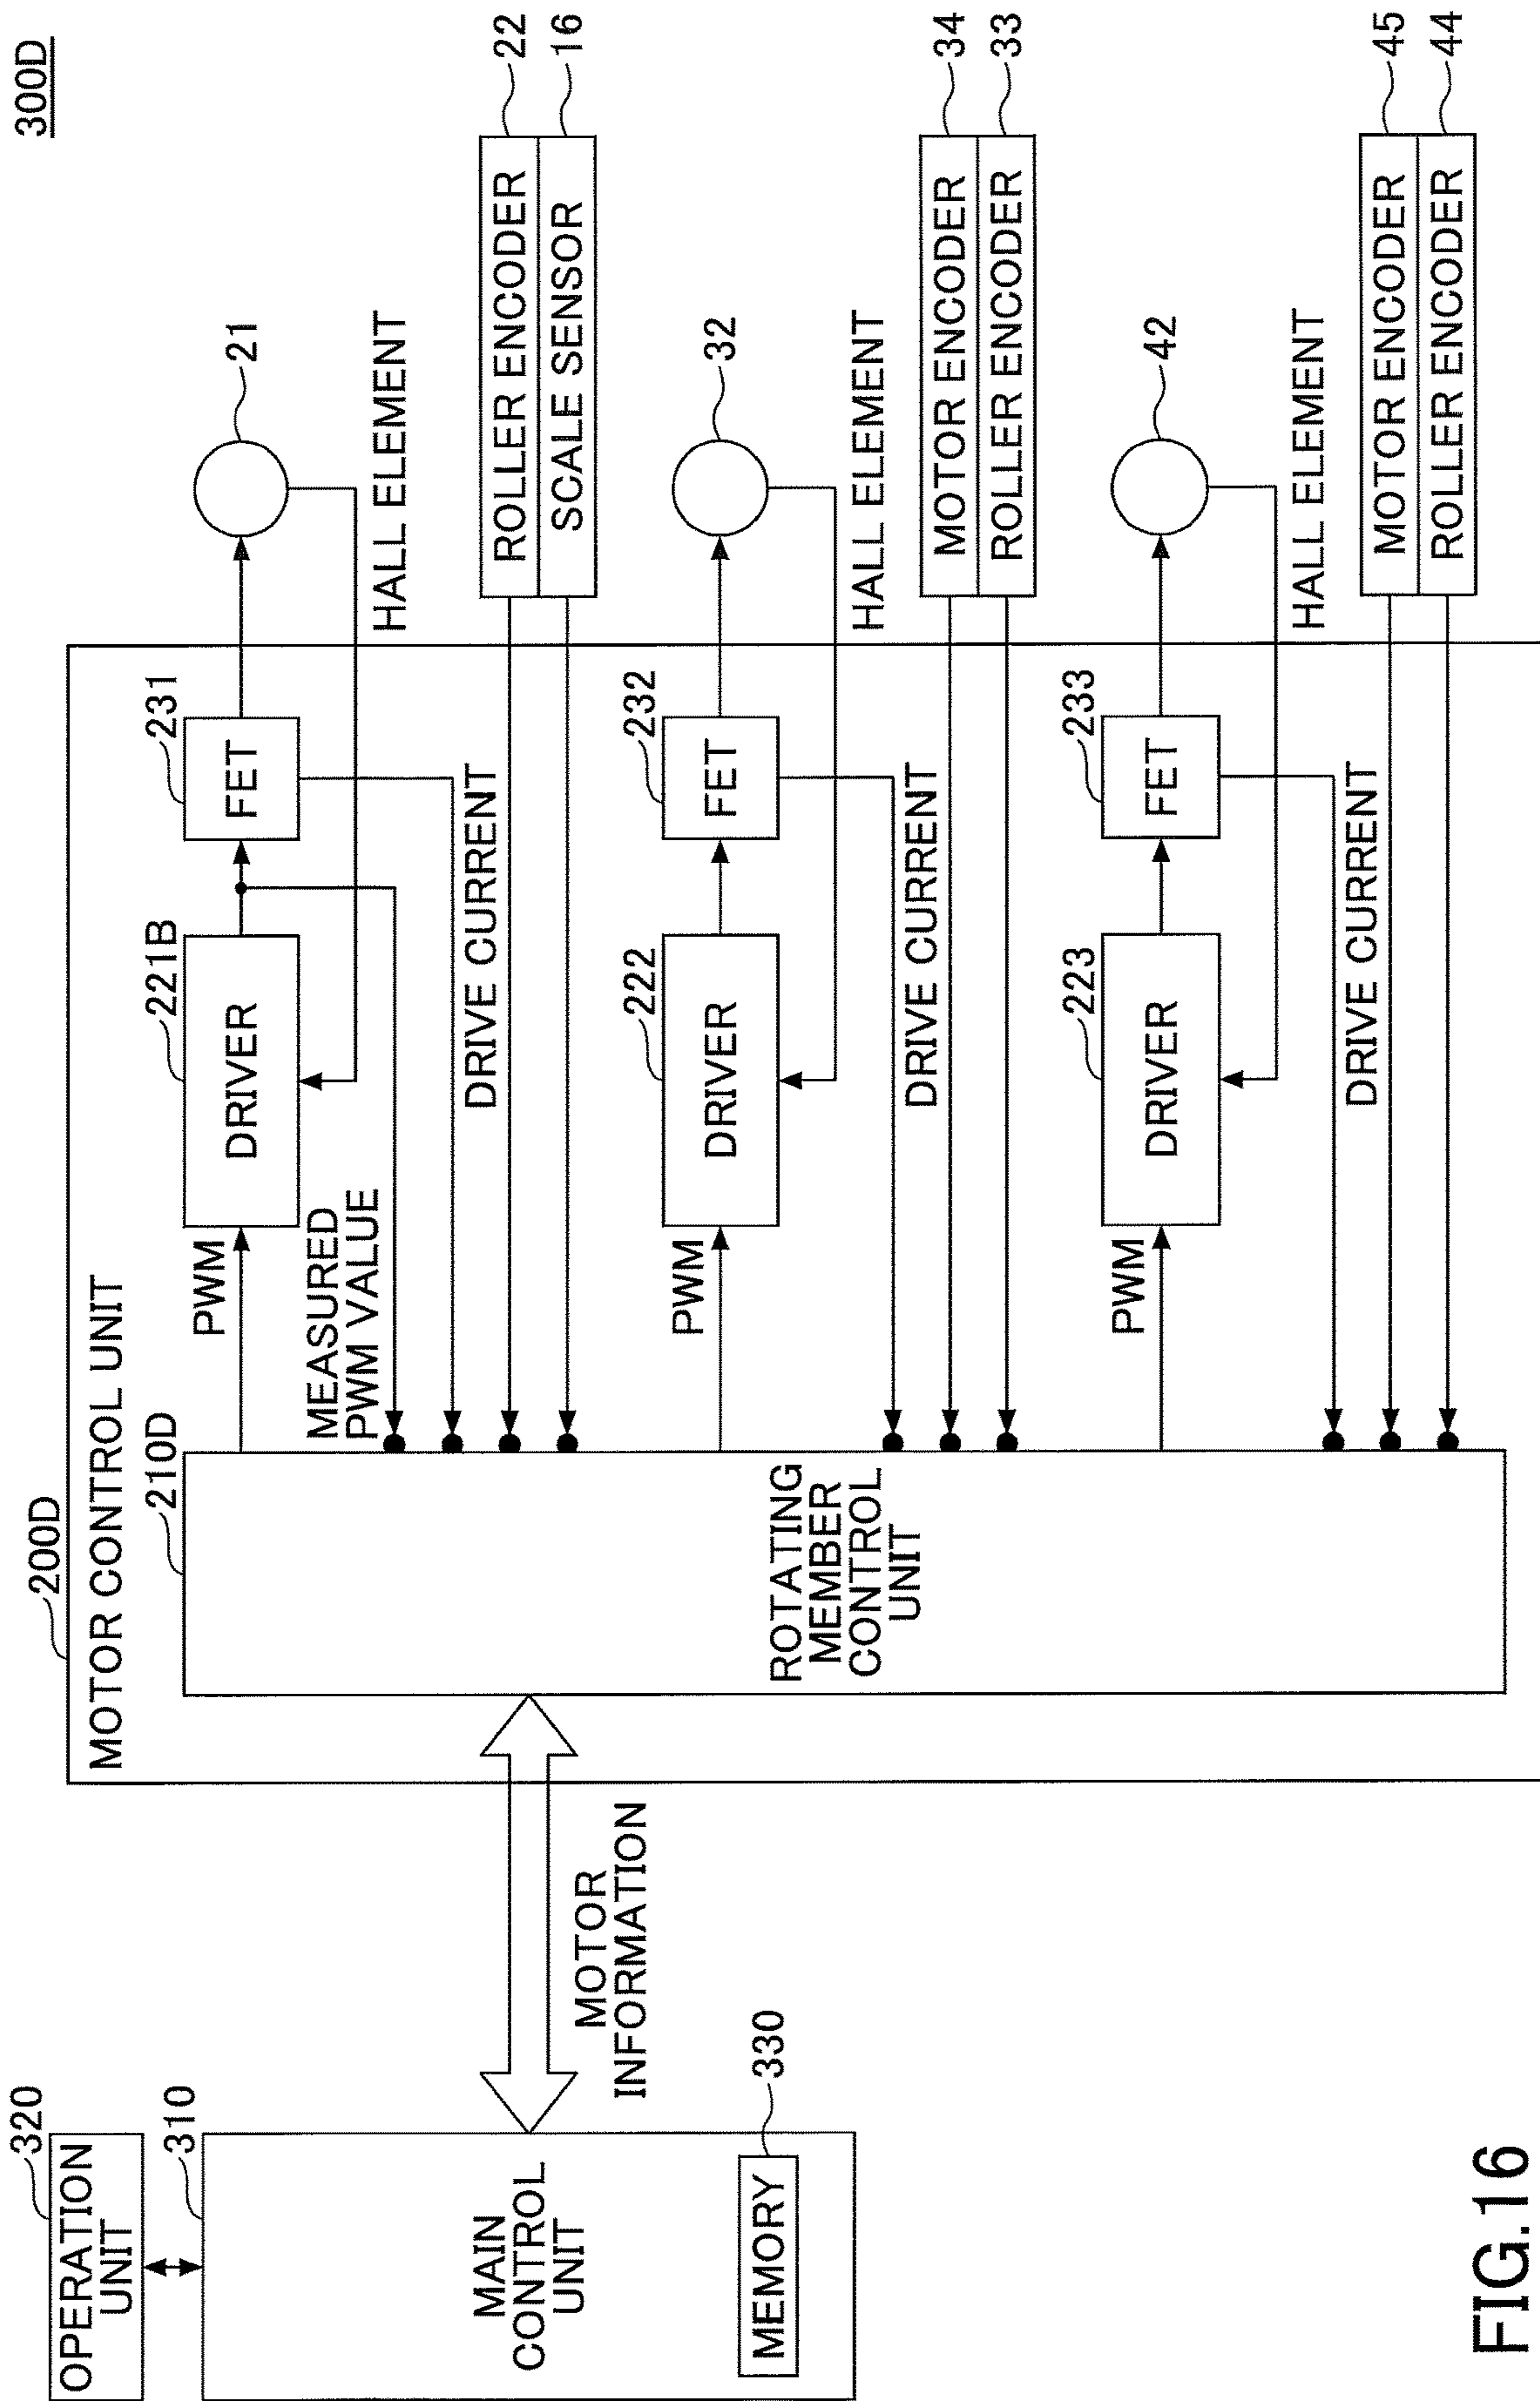 300D
320
OPERATION
UNIT
310
MAIN
CONTROL
UNIT
330
MEMORY
MOTOR
INFORMATION
200D
MOTOR CONTROL UNIT
210D
ROTATING
MEMBER
CONTROL
UNIT
PWM
221B
DRIVER
231
FET
21
HALL ELEMENT
MEASURED
PWM VALUE
DRIVE CURRENT
ROLLER ENCODER
22
SCALE SENSOR
16
PWM
222
DRIVER
232
FET
32
HALL ELEMENT
DRIVE CURRENT
MOTOR ENCODER
34
ROLLER ENCODER
33
PWM
223
DRIVER
233
FET
42
HALL ELEMENT
DRIVE CURRENT
MOTOR ENCODER
45
ROLLER ENCODER
44
FIG.16